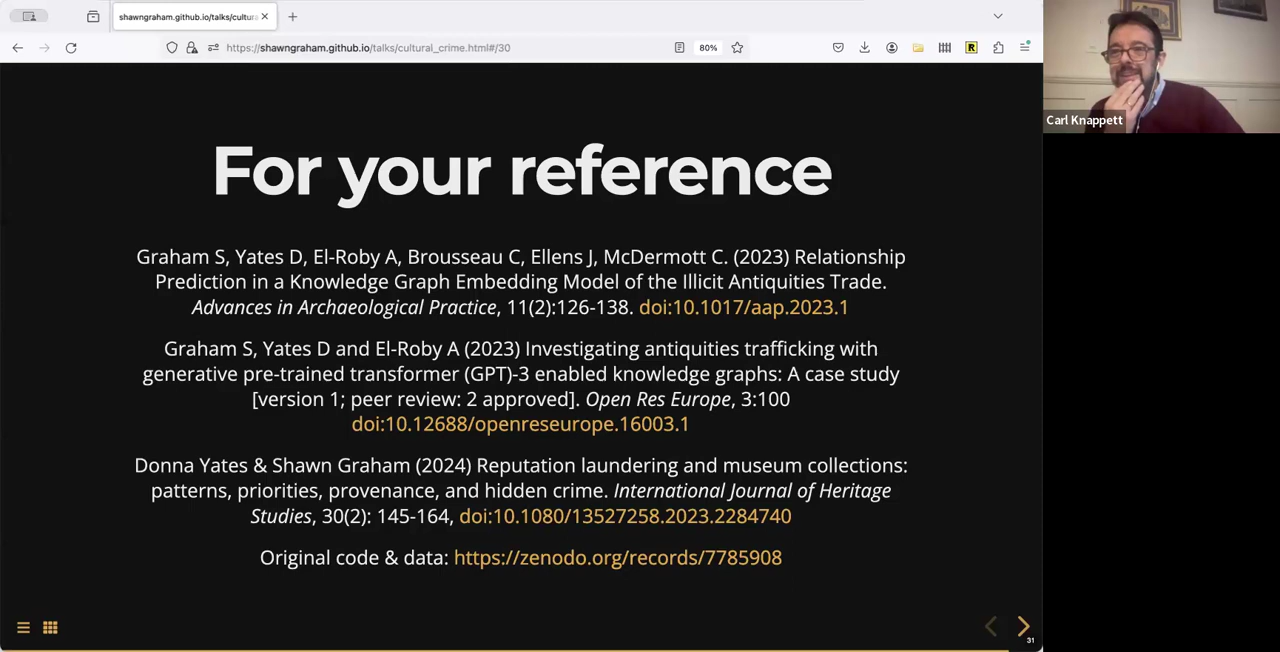 shawngraham.github.io/talks/cultura
https://shawngraham.github.io/talks/cultural_crime.html#/30
80%
R
Carl Knappett
For your reference
Graham S, Yates D, El-Roby A, Brousseau C, Ellens J, McDermott C. (2023) Relationship
Prediction in a Knowledge Graph Embedding Model of the Illicit Antiquities Trade.
Advances in Archaeological Practice, 11(2):126-138. doi:10.1017/aap.2023.1
Graham S, Yates D and El-Roby A (2023) Investigating antiquities trafficking with
generative pre-trained transformer (GPT)-3 enabled knowledge graphs: A case study
[version 1; peer review: 2 approved]. Open Res Europe, 3:100
doi:10.12688/openreseurope.16003.1
Donna Yates & Shawn Graham (2024) Reputation laundering and museum collections:
patterns, priorities, provenance, and hidden crime. International Journal of Heritage
Studies, 30(2): 145-164, doi:10.1080/13527258.2023.2284740
Original code & data: https://zenodo.org/records/7785908
31